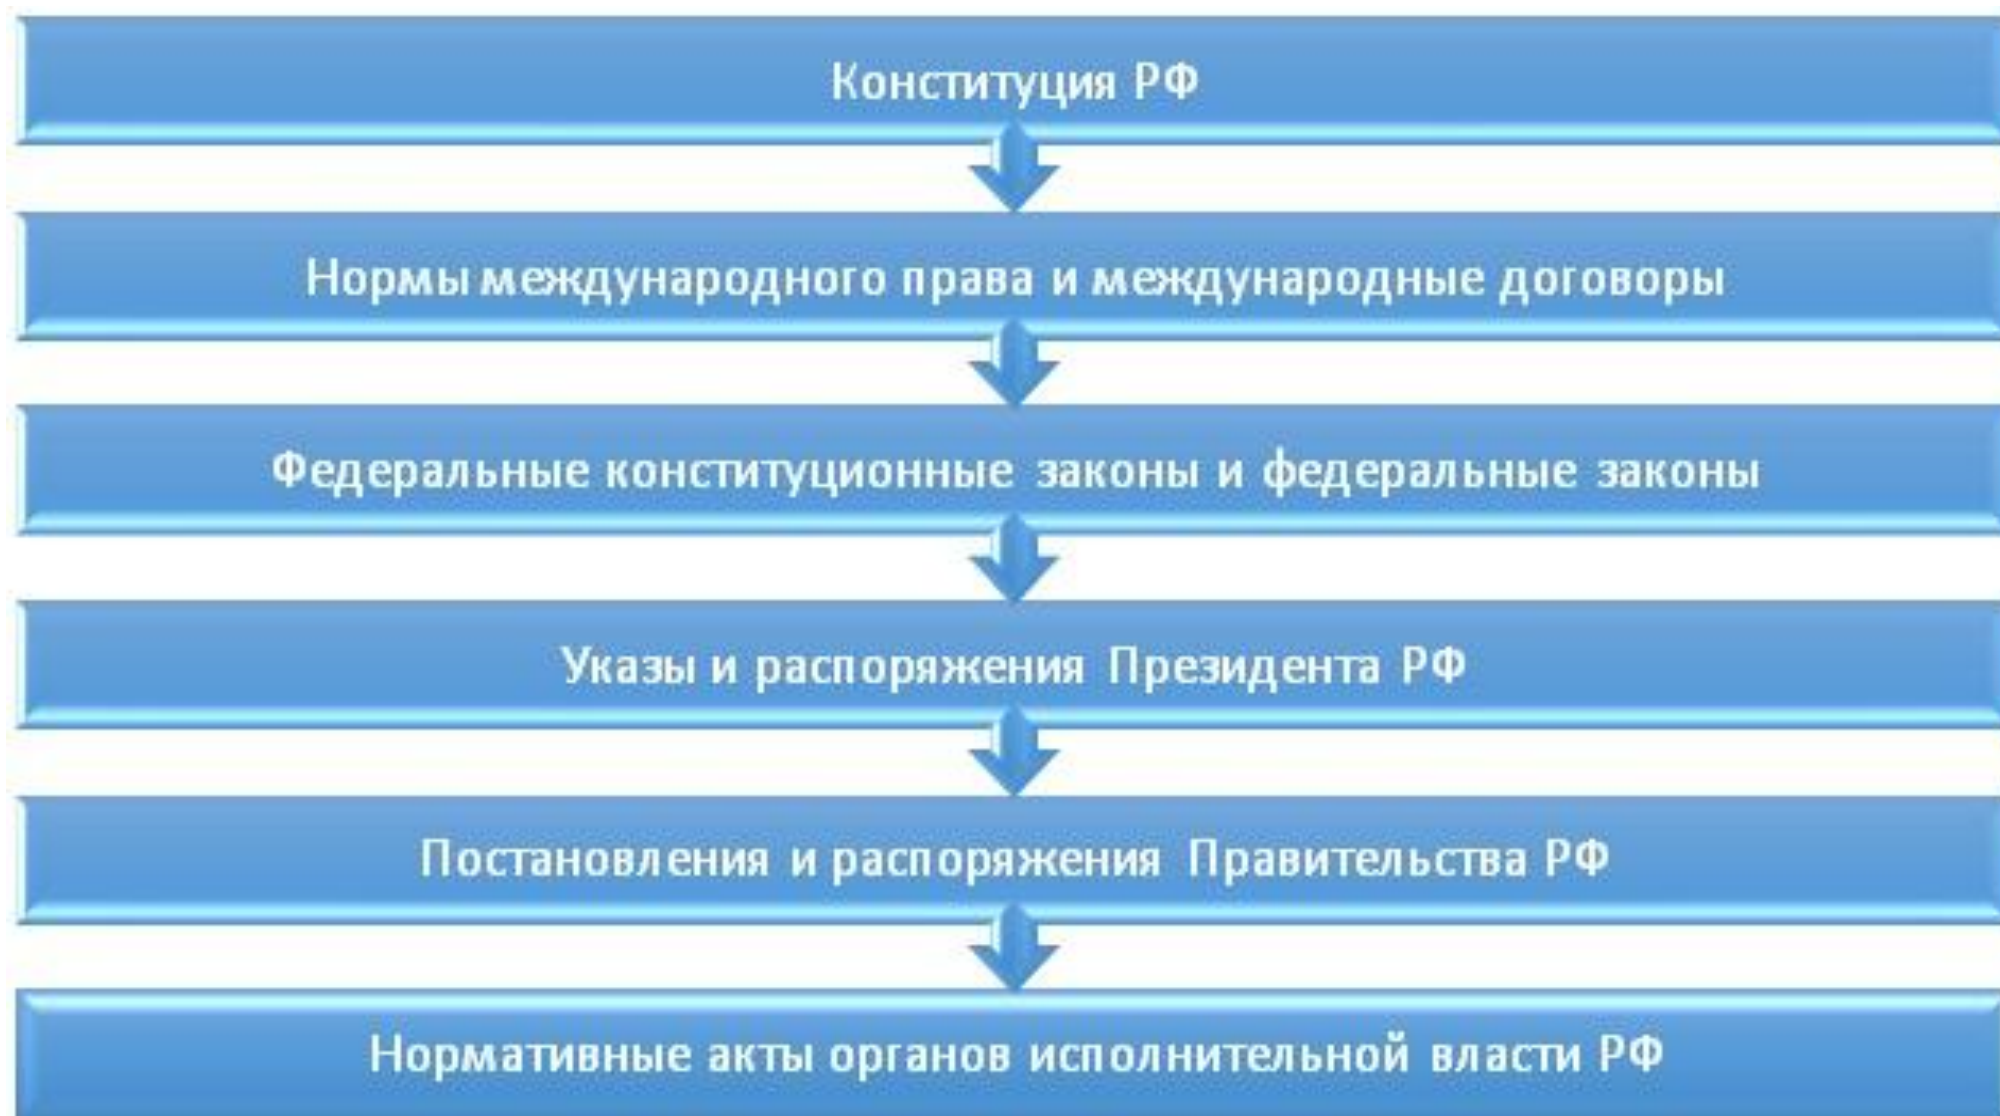 Конституция РФ
Нормы международного права и международные договоры
Федеральные конституционные законы и федеральные законы
Указы и распоряжения Президента РФ
Постановления и распоряжения Правительства РФ
Нормативные акты органов исполнительной власти РФ